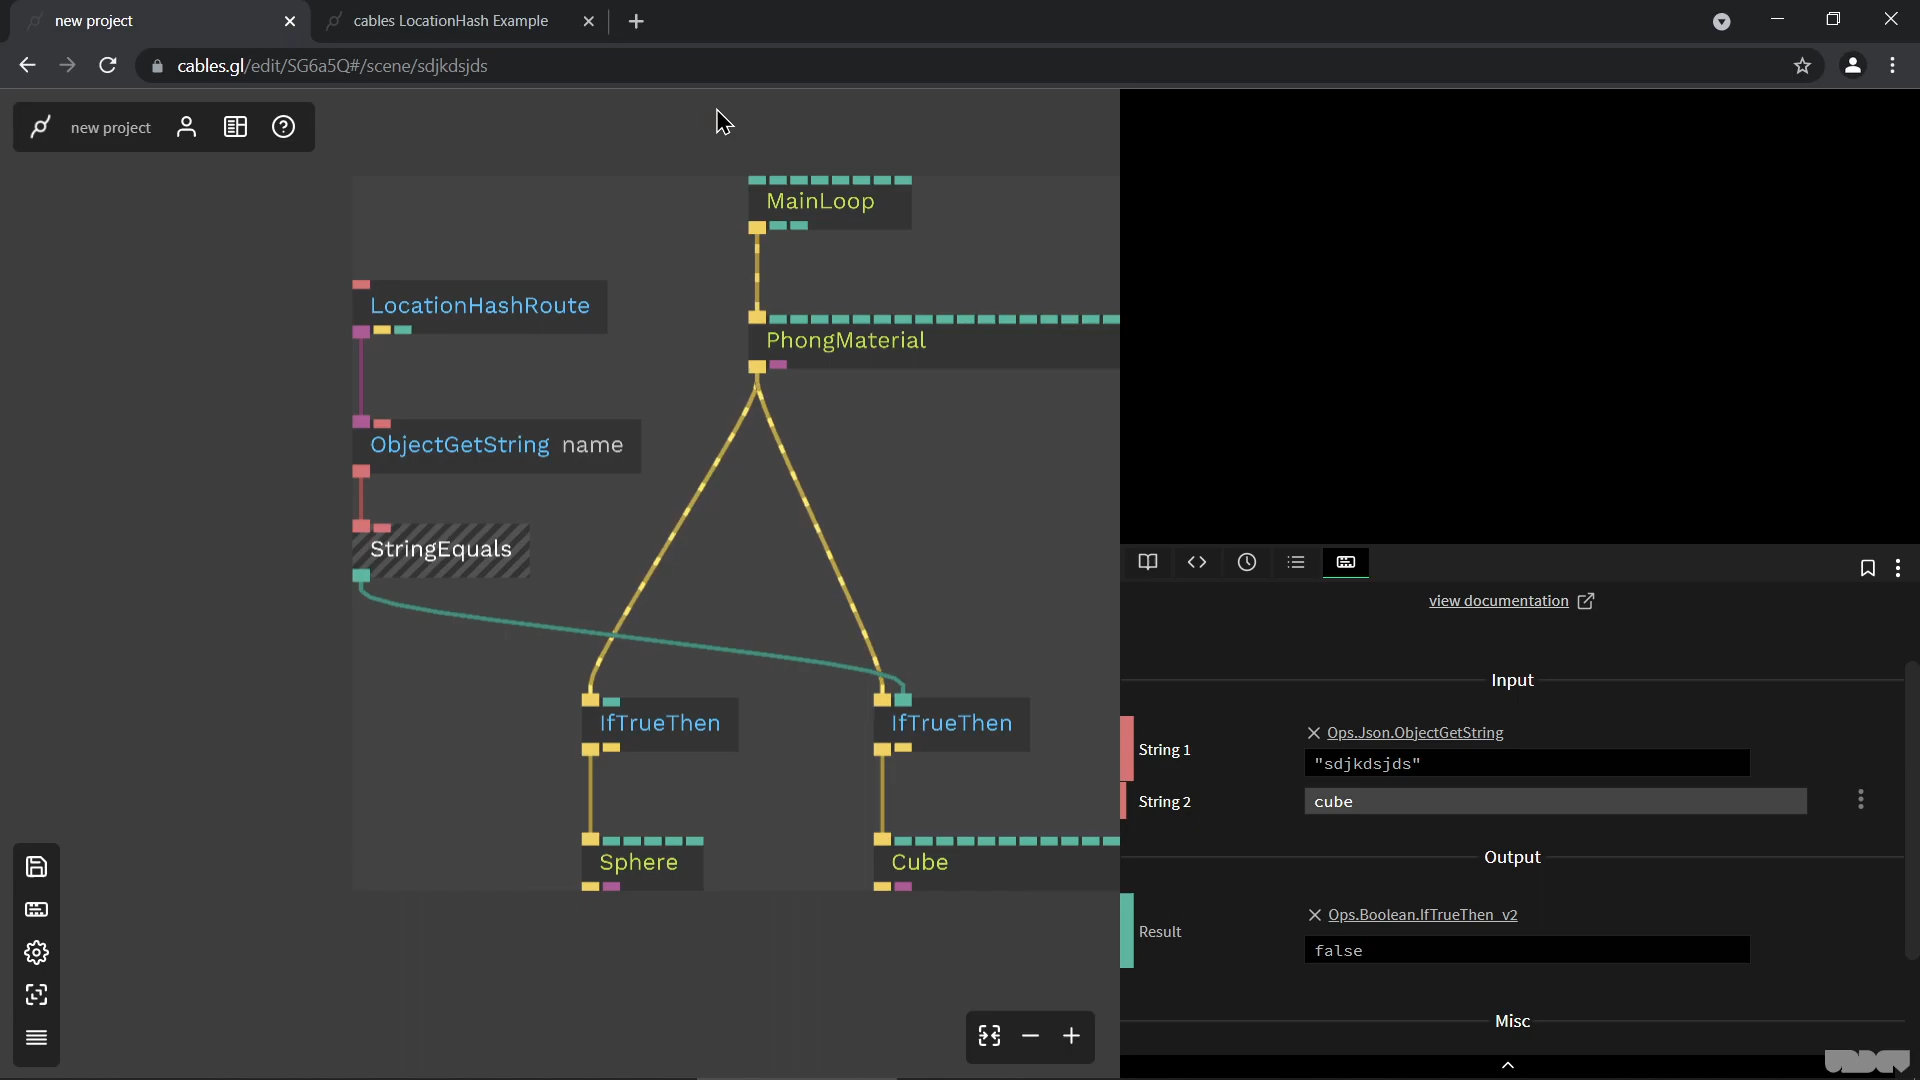 new project
cables LocationHash Example
cables.gl/edit/SG6a5Q#/scene/sdjkdsjds
new project
MainLoop
LocationHashRoute
PhongMaterial
ObjectGetString name
StringEquals
IfTrueThen
IfTrueThen
Sphere
Cube
view documentation
Input
String 1
Ops.Json.ObjectGetString
"sdjkdsjds"
String 2
cube
Output
Result
Ops.Boolean.IfTrueThen_v2
false
Misc